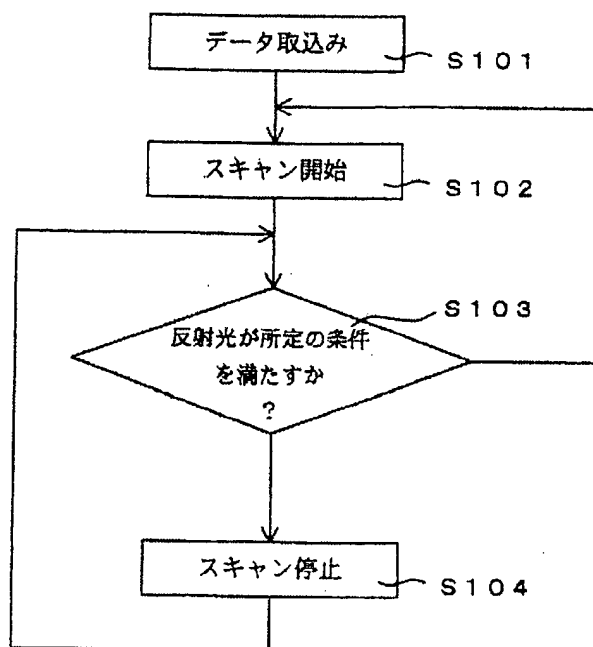 データ取込み
S101
スキャン開始
S102
S103
反射光が所定の条件
を満たすか
?
スキャン停止
S104